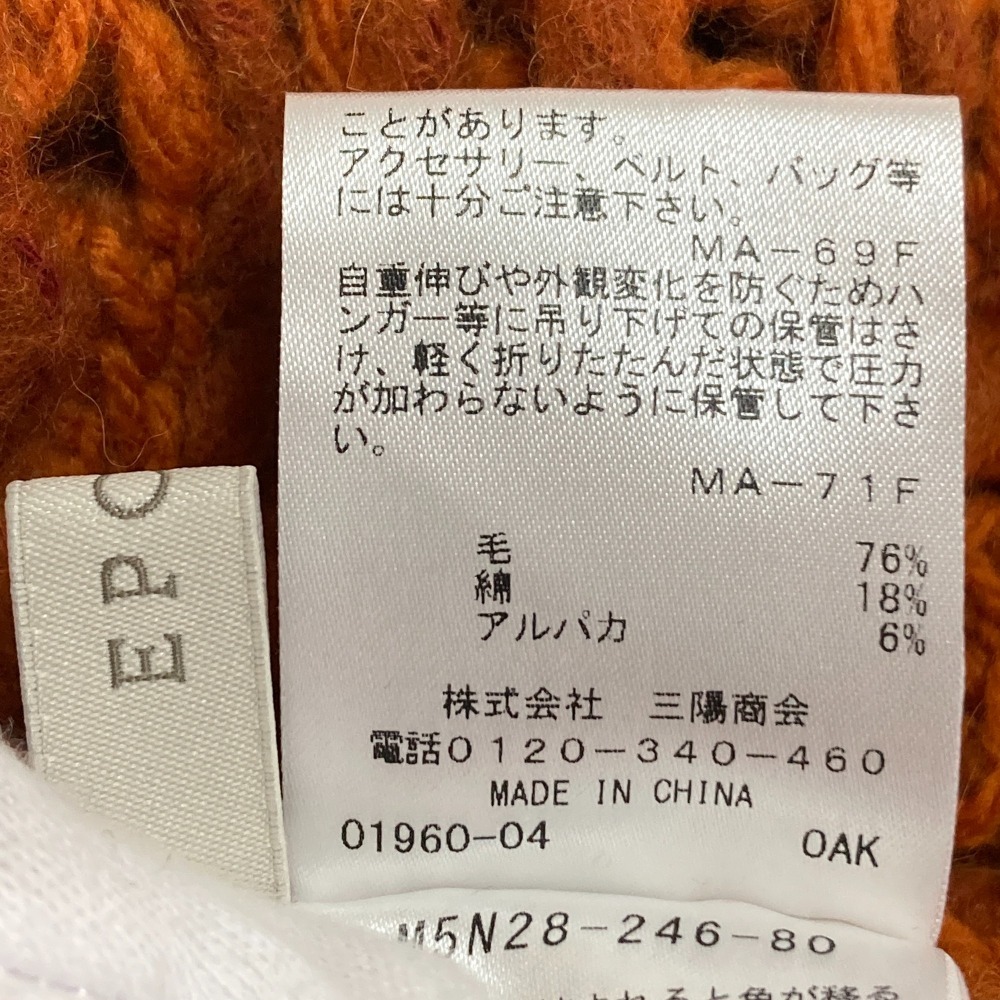 ことがあります。
アクセサリー、ベルト、バッグ等
には十分ご注意下さい。
MA-69F
自重伸びや外観変化を防ぐためハ
ンガー等に吊り下げての保管はさ
け、軽く折りたたんだ状態で圧力
が加わらないように保管して下さ
い。
MA-71F
毛 76%
綿 18%
アルパカ 6%
株式会社 三陽商会
電話0120-340-460
MADE IN CHINA
01960-04 OAK
M5N28-246-80
EPO